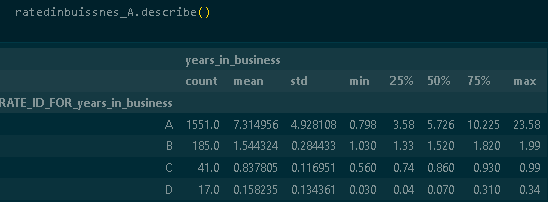 ratedinbuissnes_A.describe()
years_in_business
count mean std min 25% 50% 75% max
RATE_ID_FOR_years_in_business
A 1551.0 7.314956 4.928108 0.798 3.58 5.726 10.225 23.58
B 185.0 1.544324 0.284433 1.030 1.33 1.520 1.820 1.99
C 41.0 0.837805 0.116951 0.560 0.74 0.860 0.930 0.99
D 17.0 0.158235 0.134361 0.030 0.04 0.070 0.310 0.34